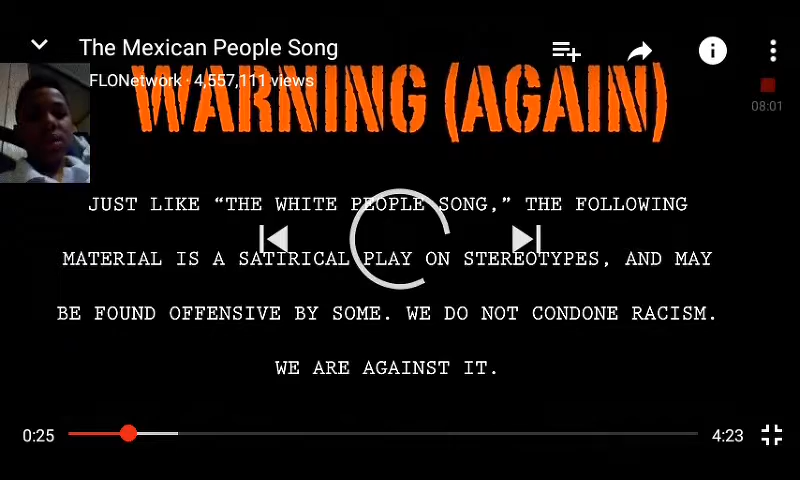 The Mexican People Song
FLONetwork · 4,557,111 views
WARNING (AGAIN)
08:01
JUST LIKE “THE WHITE PEOPLE SONG,” THE FOLLOWING
MATERIAL IS A SATIRICAL PLAY ON STEREOTYPES, AND MAY
BE FOUND OFFENSIVE BY SOME. WE DO NOT CONDONE RACISM.
WE ARE AGAINST IT.
0:25
4:23